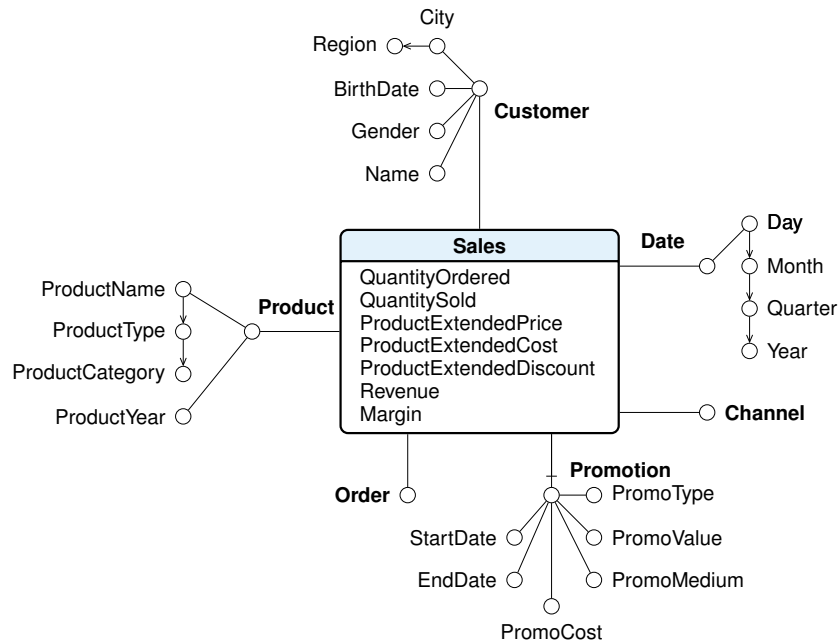 City
Region
BirthDate
Customer
Gender
Name
Sales
QuantityOrdered
QuantitySold
ProductExtendedPrice
ProductExtendedCost
ProductExtendedDiscount
Revenue
Margin
Date
Day
Month
Quarter
Year
Product
ProductName
ProductType
ProductCategory
ProductYear
Channel
Order
Promotion
PromoType
StartDate
PromoValue
EndDate
PromoMedium
PromoCost